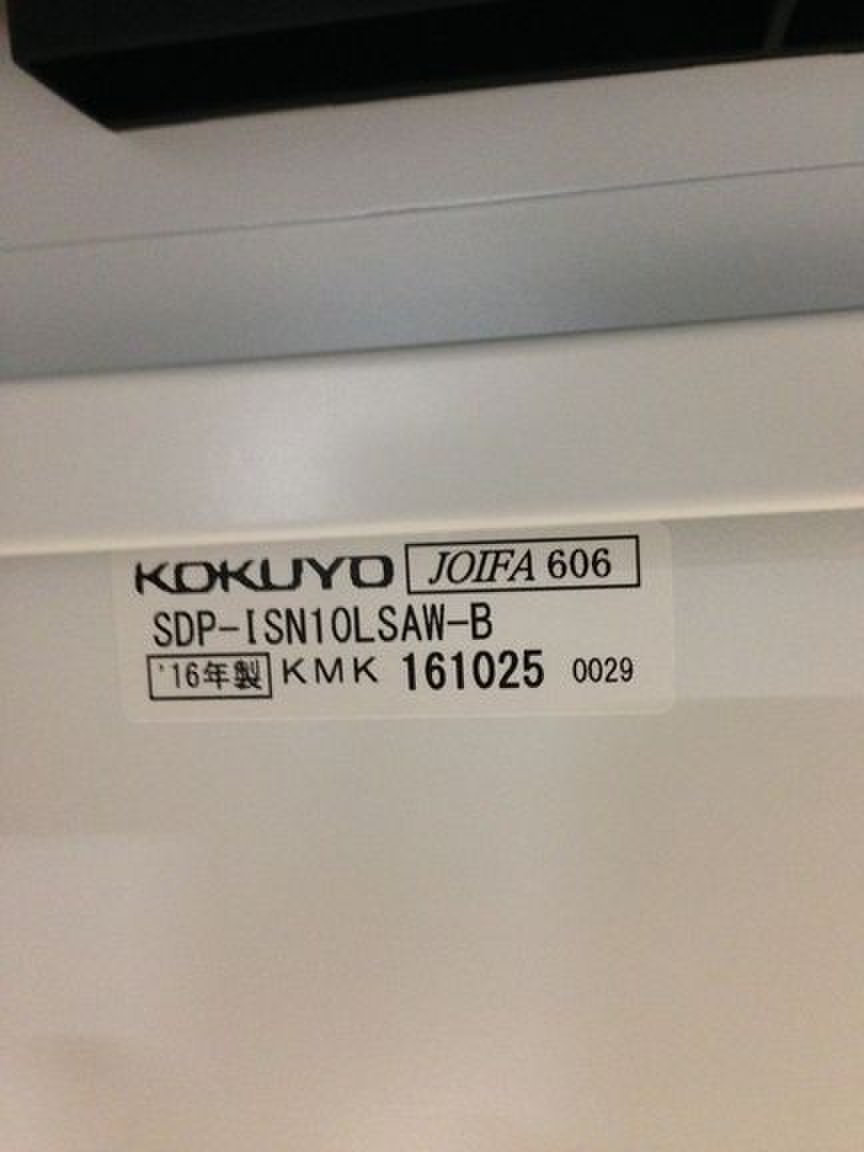 KOKUYO JOIFA 606
SDP-ISN10LSAW-B
'16年製 KMK 161025 0029